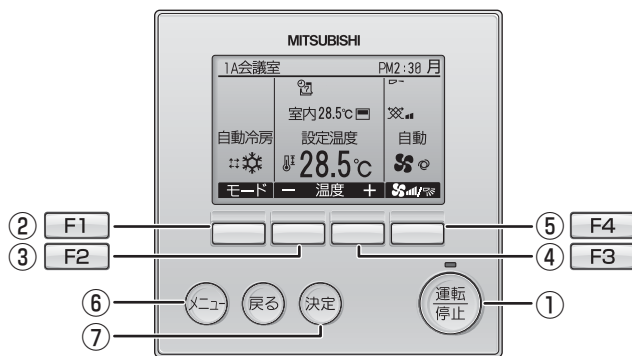 MITSUBISHI
1A会議室 PM2:30 月
室内28.5℃
自動冷房 設定温度 自動
28.5℃
モード − 温度 +
② F1
③ F2
⑤ F4
④ F3
⑥ メニュー 戻る 決定
運転
停止
①
⑦